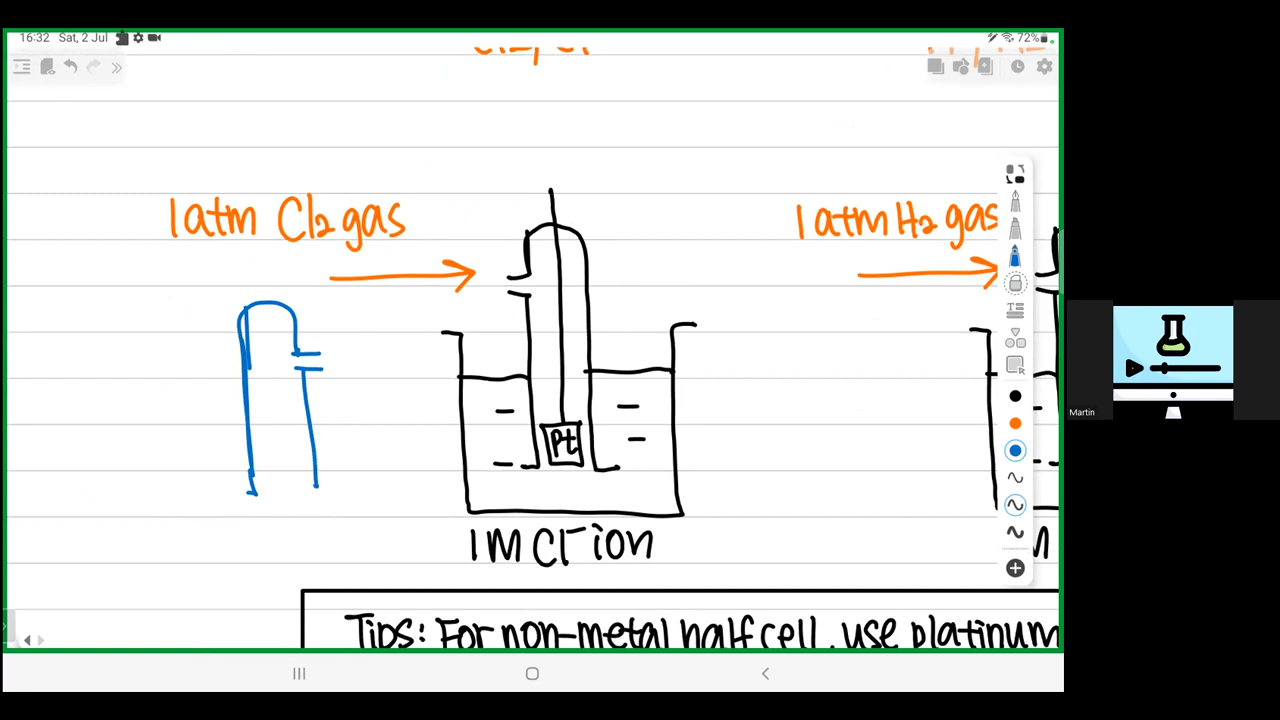 16:32 Sat, 2 Jul
72%
1atm Cl₂ gas
1atm H₂ gas
Pt
1M Cl⁻ ion
Tips: For non-metal half cell, use platinum
Martin